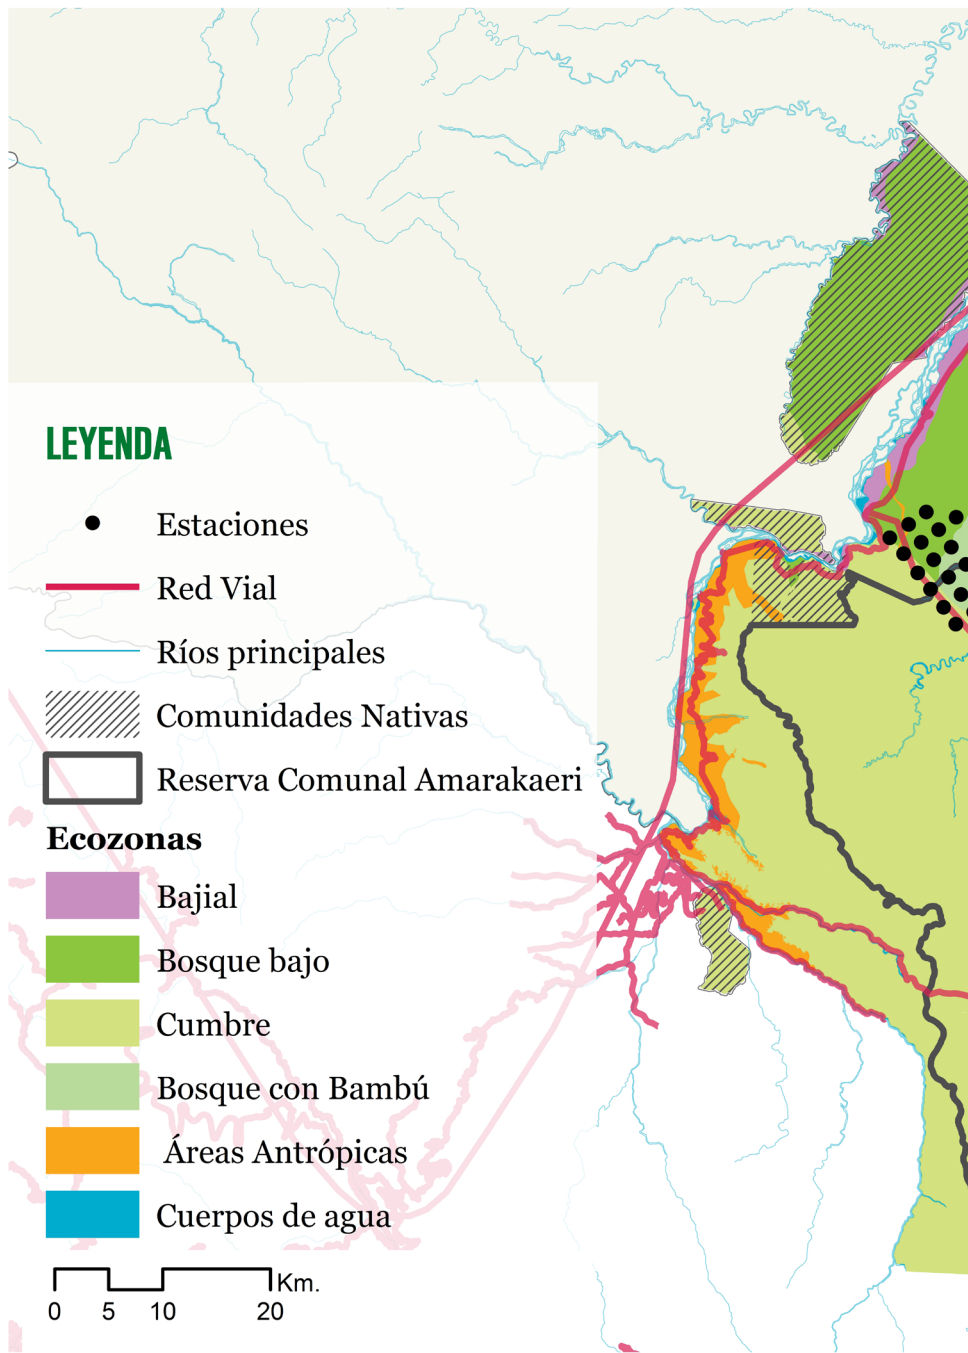 LEYENDA
Estaciones
Red Vial
Ríos principales
Comunidades Nativas
Reserva Comunal Amarakaeri
Ecozonas
Bajial
Bosque bajo
Cumbre
Bosque con Bambú
Áreas Antrópicas
Cuerpos de agua
Km.
0 5 10 20